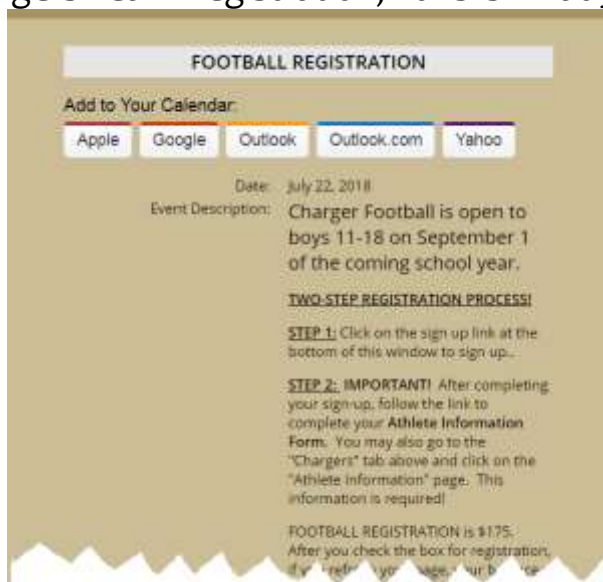 FOOTBALL REGISTRATION
Add to Your Calendar:
Apple Google Outlook Outlook.com Yahoo
Date: July 22, 2018
Event Description: Charger Football is open to
boys 11-18 on September 1
of the coming school year.
TWO-STEP REGISTRATION PROCESS!
STEP 1: Click on the sign up link at the
bottom of this window to sign up..
STEP 2: IMPORTANT! After completing
your sign-up, follow the link to
complete your Athlete Information
Form. You may also go to the
"Chargers" tab above and click on the
"Athlete Information" page. This
information is required!
FOOTBALL REGISTRATION is $175.
After you check the box for registration,